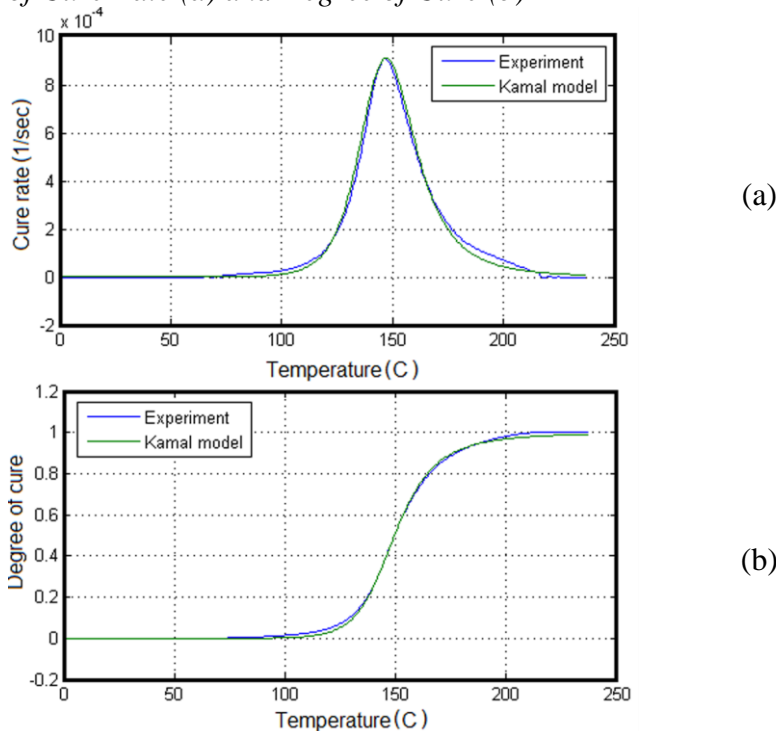 of Cure Rate (a) and Degree of Cure (b)
x 10⁻⁴
10
8
6
4
2
0
-2
Cure rate (1/sec)
Experiment
Kamal model
0 50 100 150 200 250
Temperature (C)
(a)
1.2
1
0.8
0.6
0.4
0.2
0
-0.2
Degree of cure
Experiment
Kamal model
0 50 100 150 200 250
Temperature (C)
(b)